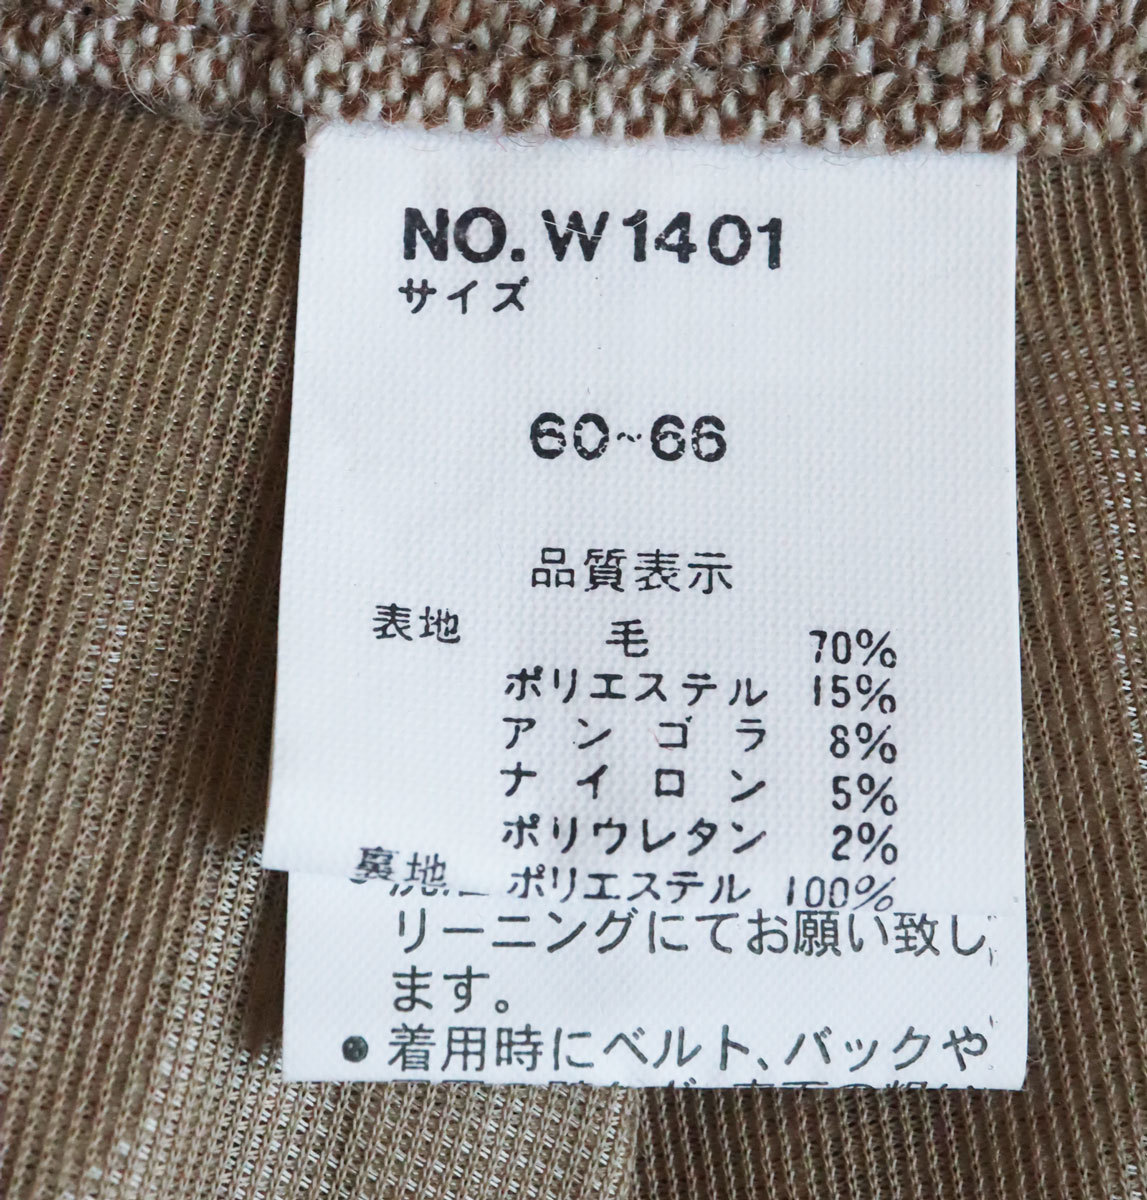 NO. W1401
サイズ
60~66
品質表示
表地 毛 70%
ポリエステル 15%
アンゴラ 8%
ナイロン 5%
ポリウレタン 2%
裏地 ポリエステル 100%
リーニングにてお願い致し
ます。
●着用時にベルト、バックや